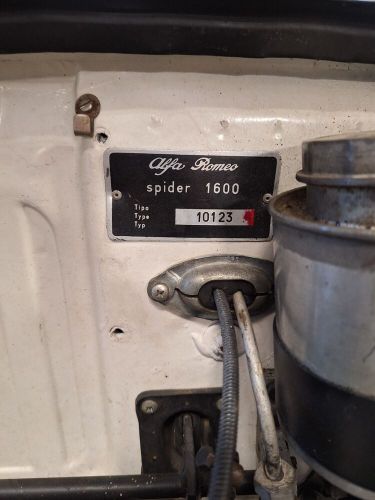 Alfa Romeo
spider 1600
Tipo
Type 10123
Typ